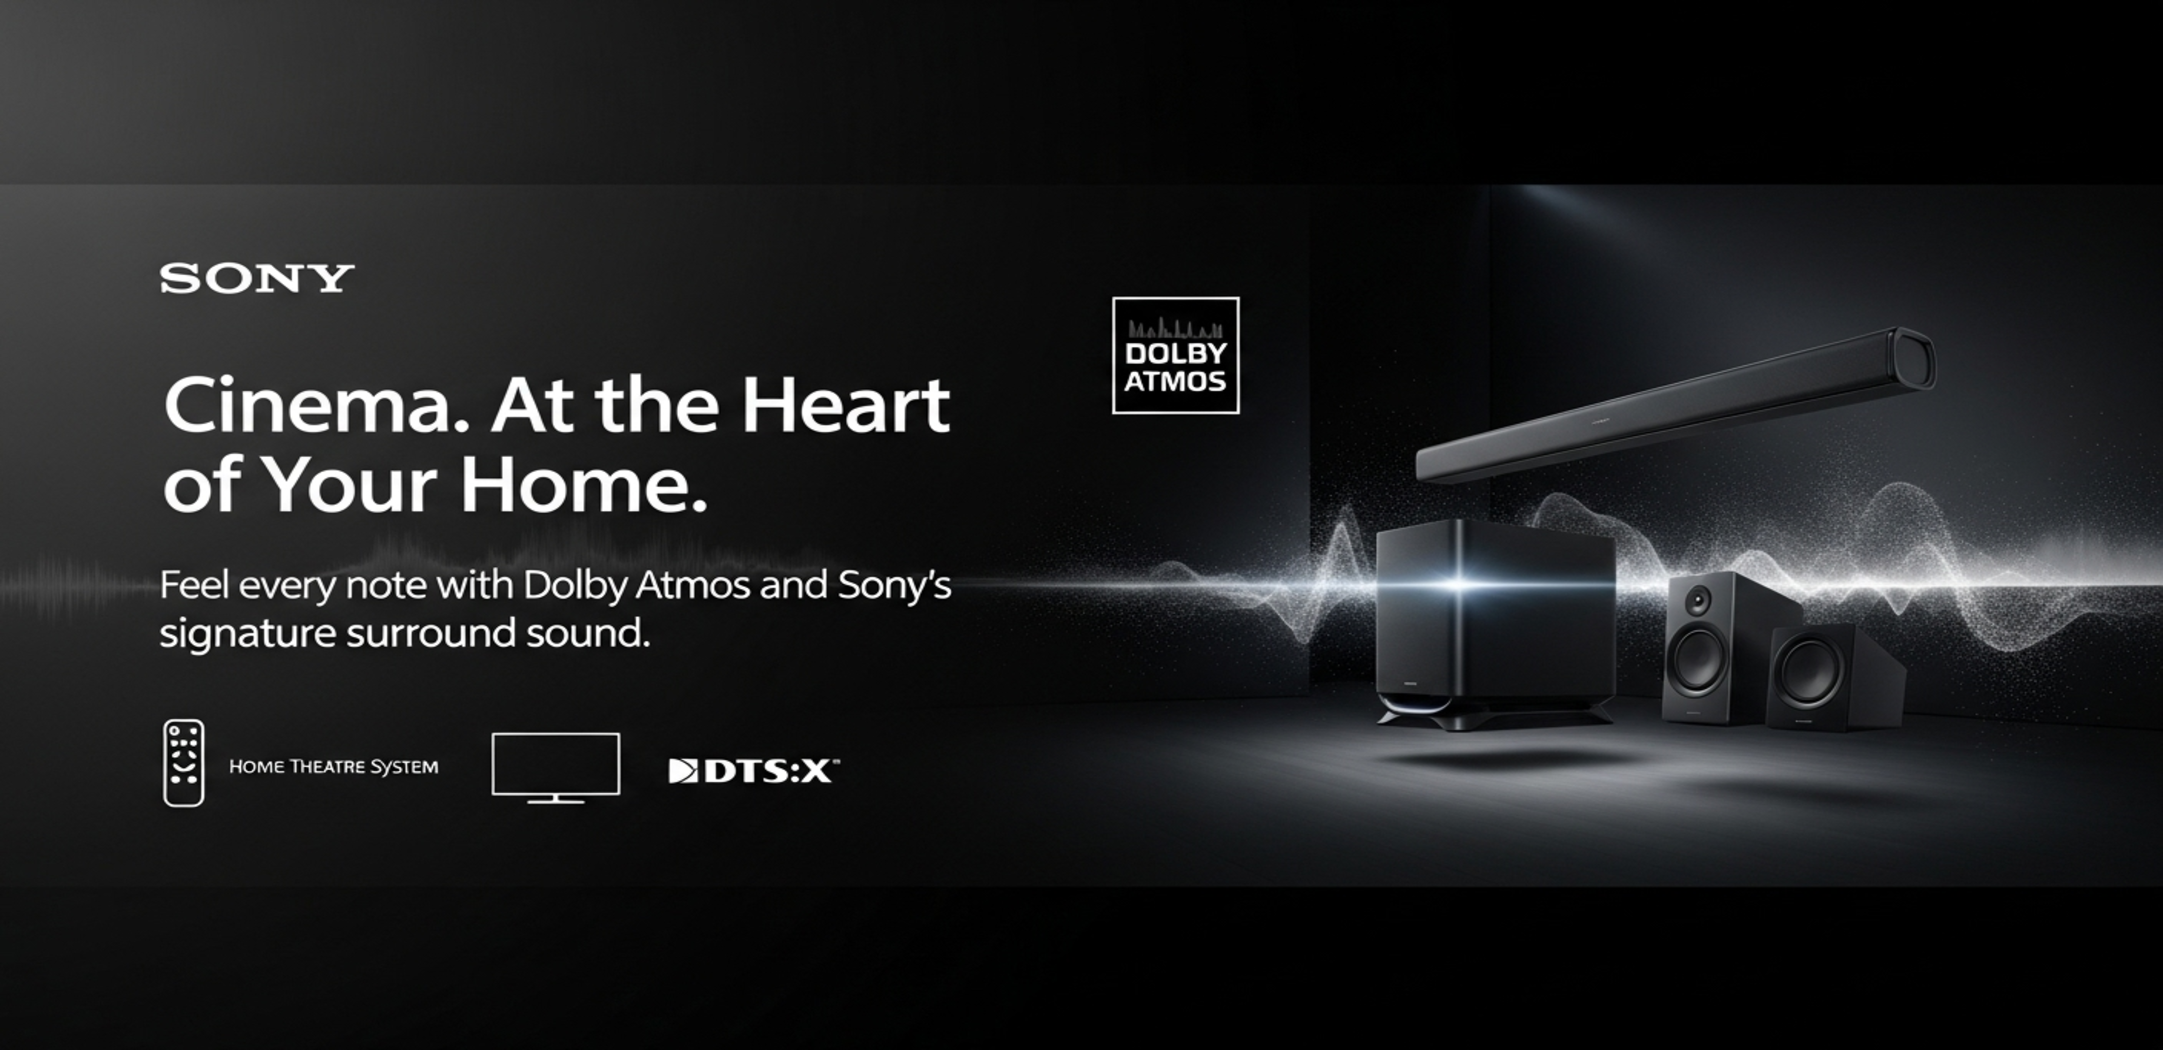 SONY
Cinema. At the Heart
of Your Home.
Feel every note with Dolby Atmos and Sony's
signature surround sound.
HOME THEATRE SYSTEM
DTS:X
DOLBY
ATMOS